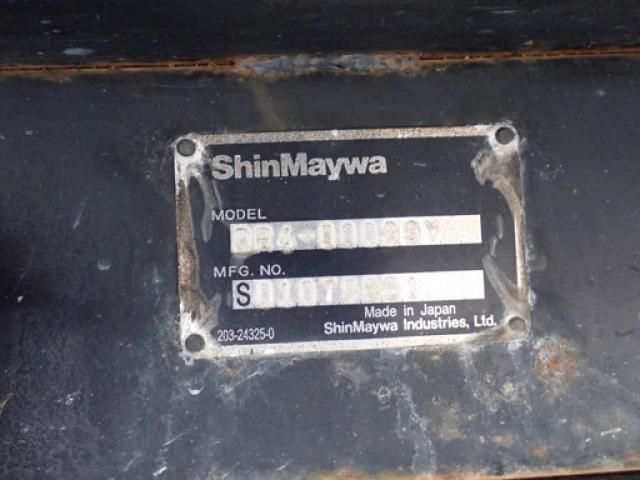 ShinMaywa
MODEL
MFG. NO.
S
Made in Japan
203-24325-0
ShinMaywa Industries, Ltd.